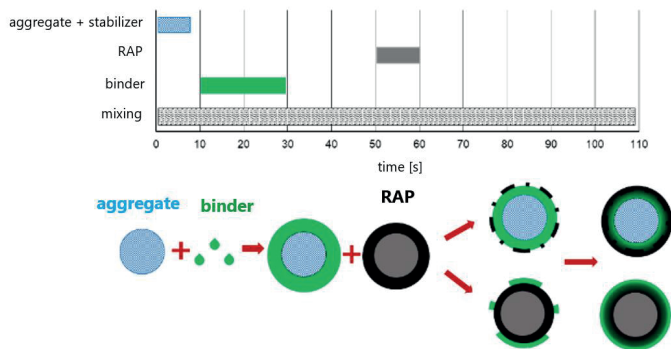 aggregate + stabilizer
RAP
binder
mixing
0 10 20 30 40 50 60 70 80 90 100 110
time [s]
aggregate binder RAP